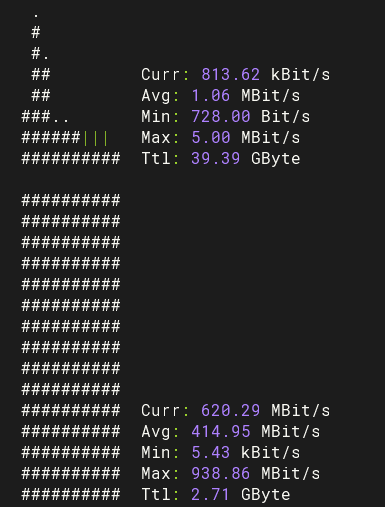 .
#
#.
##         Curr: 813.62 kBit/s
##         Avg: 1.06 MBit/s
###..       Min: 728.00 Bit/s
######|||   Max: 5.00 MBit/s
##########  Ttl: 39.39 GByte
##########
##########
##########
##########
##########
##########
##########
##########
##########
##########
##########  Curr: 620.29 MBit/s
##########  Avg: 414.95 MBit/s
##########  Min: 5.43 kBit/s
##########  Max: 938.86 MBit/s
##########  Ttl: 2.71 GByte